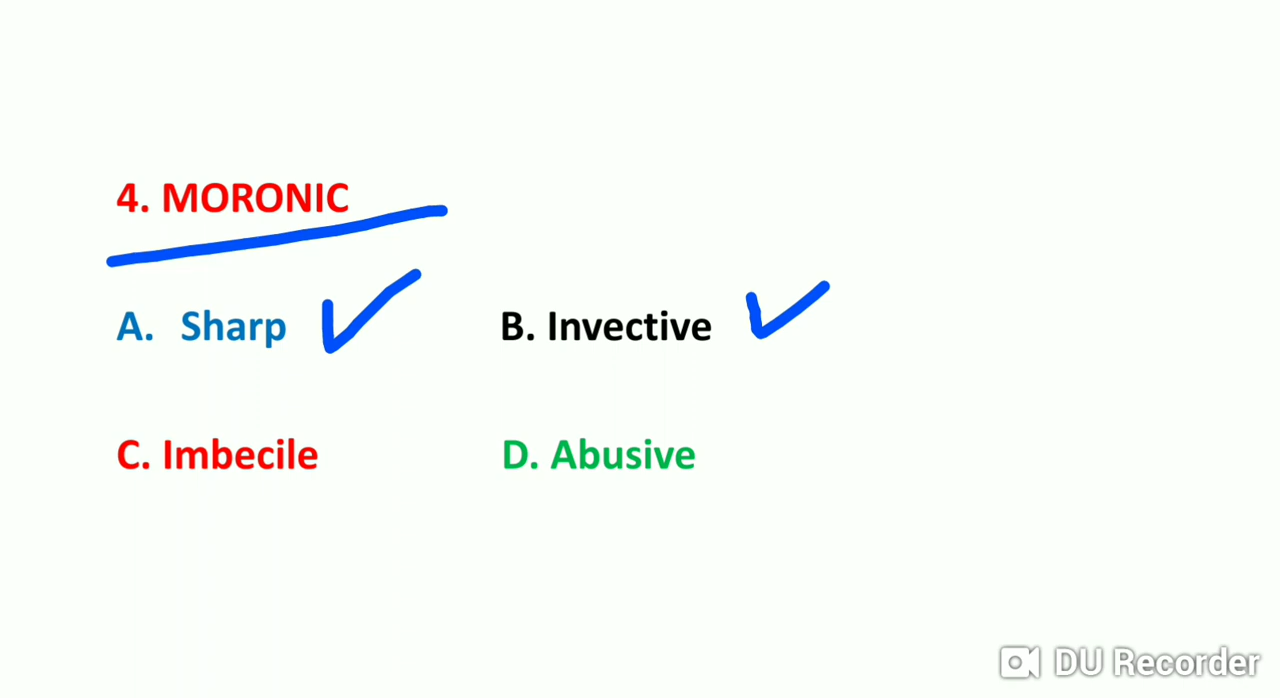 4. MORONIC
A. Sharp
B. Invective
C. Imbecile
D. Abusive
DU Recorder